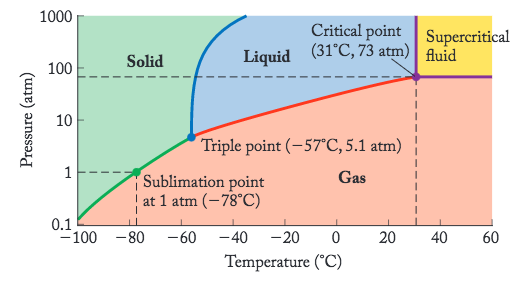 1000
100
10
1
0.1
Pressure (atm)
Solid
Liquid
Critical point
(31°C, 73 atm)
Supercritical
fluid
Triple point (−57°C, 5.1 atm)
Sublimation point
at 1 atm (−78°C)
Gas
−100 −80 −60 −40 −20 0 20 40 60
Temperature (°C)